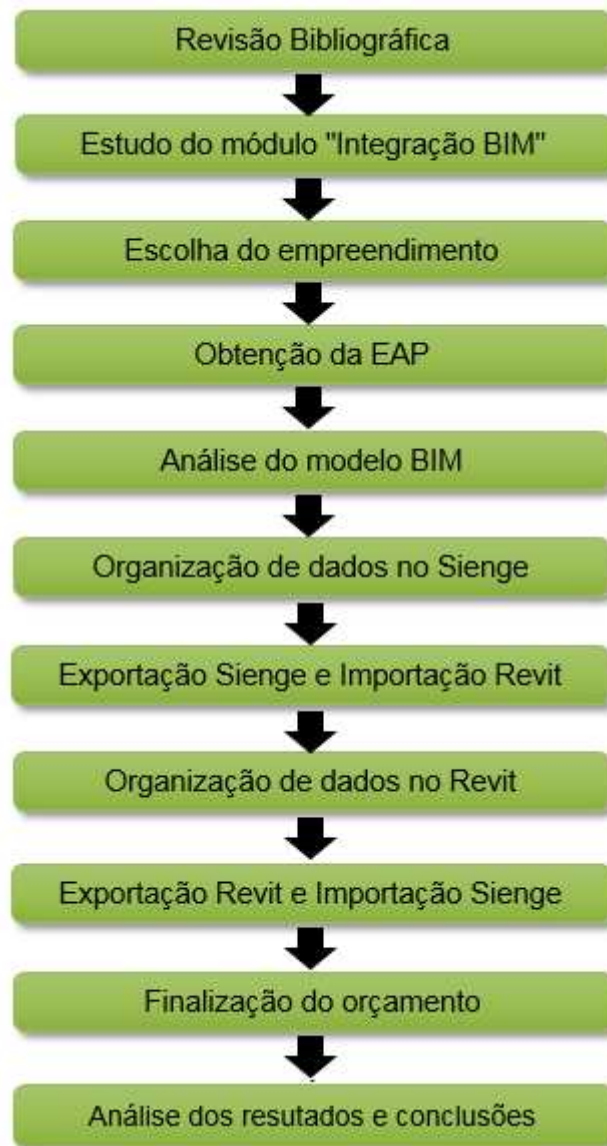 Revisão Bibliográfica
Estudo do módulo "Integração BIM"
Escolha do empreendimento
Obtenção da EAP
Análise do modelo BIM
Organização de dados no Sienge
Exportação Sienge e Importação Revit
Organização de dados no Revit
Exportação Revit e Importação Sienge
Finalização do orçamento
Análise dos resutados e conclusões